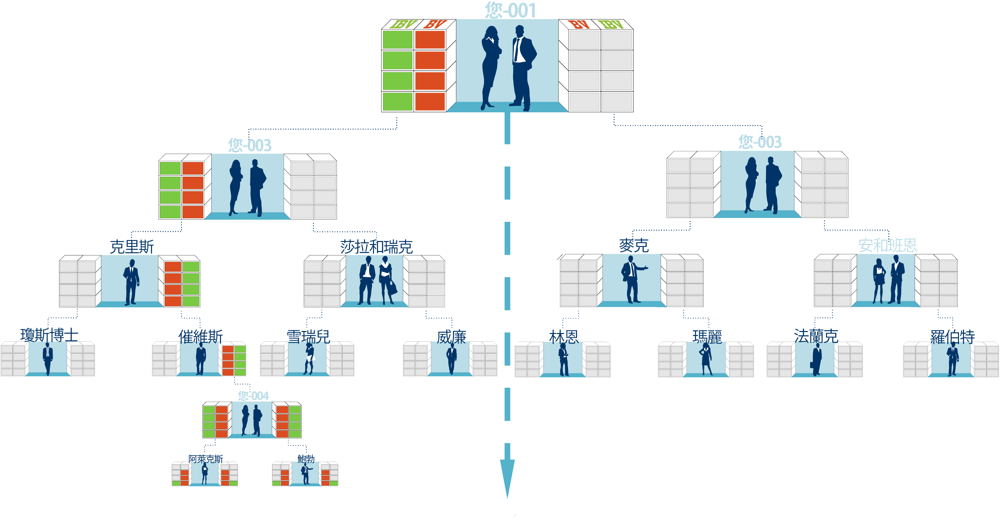 您-001
IBV BV BV IBV
您-003
您-003
克里斯
莎拉和瑞克
麥克
安和班恩
瓊斯博士
催維斯
雪瑞兒
威廉
林恩
瑪麗
法蘭克
羅伯特
您-004
阿萊克斯
鮑勃